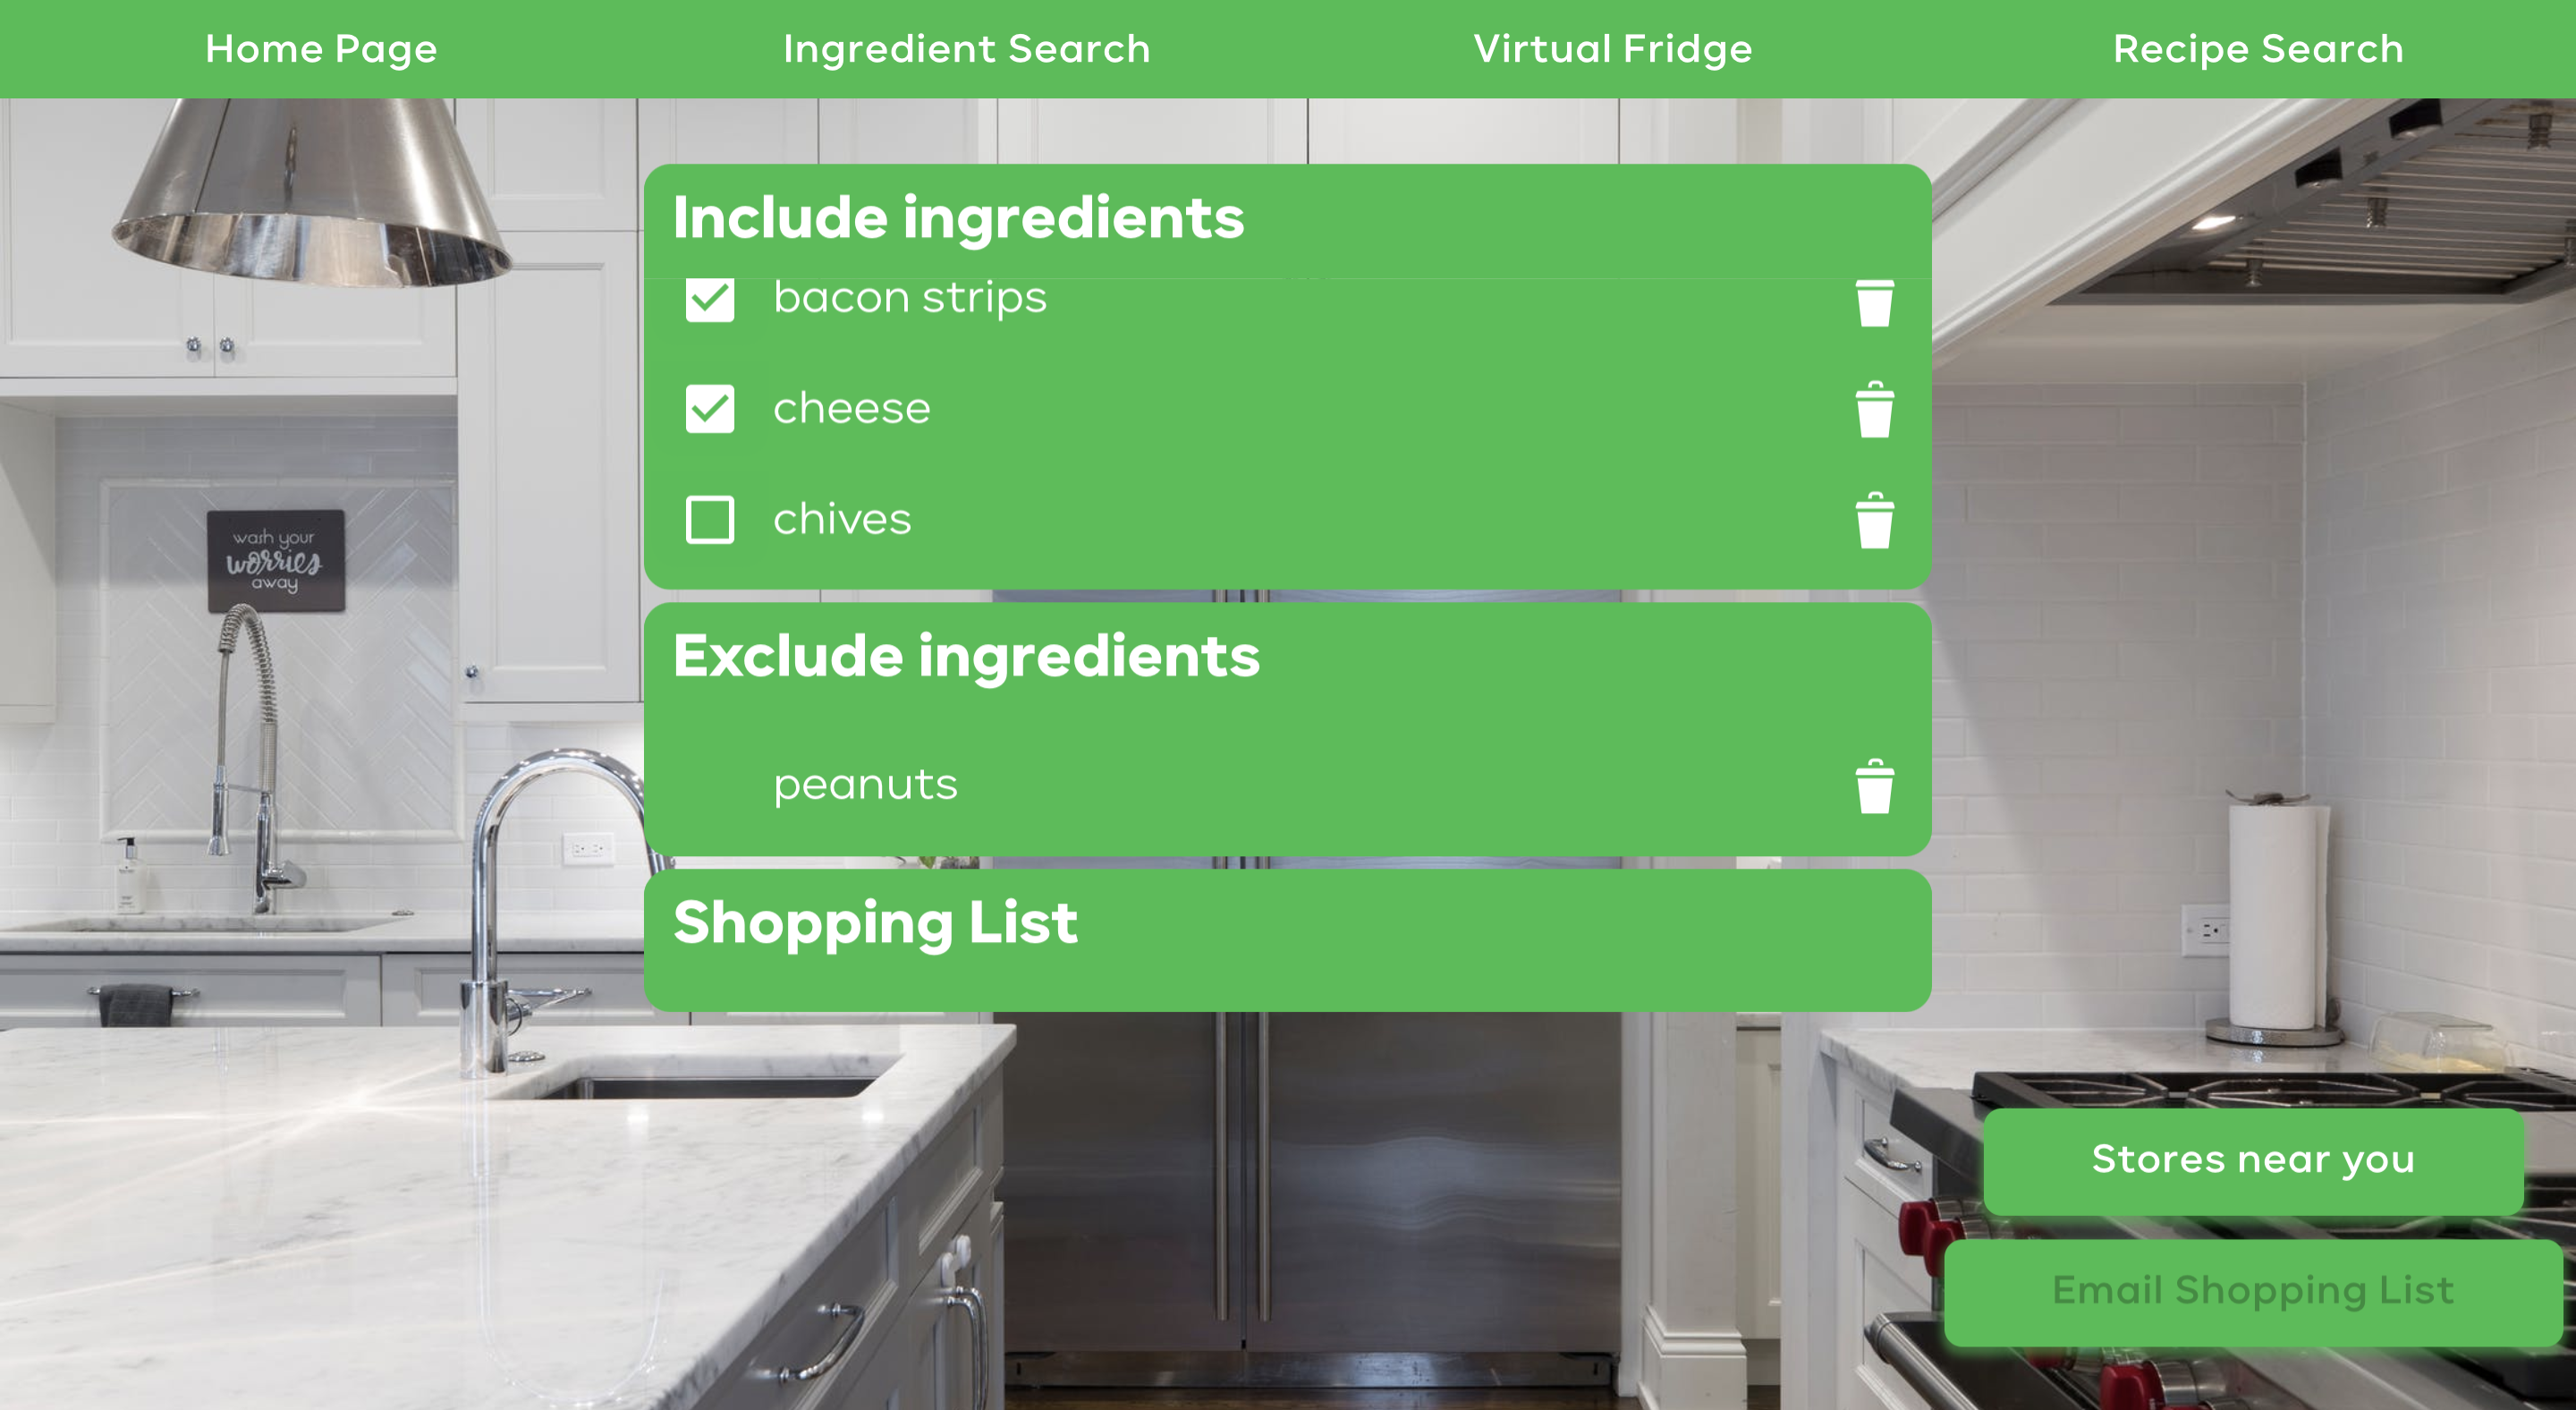 Home Page
Ingredient Search
Virtual Fridge
Recipe Search
Include ingredients
bacon strips
cheese
chives
wash your
worries
away
Exclude ingredients
peanuts
Shopping List
Stores near you
Email Shopping List